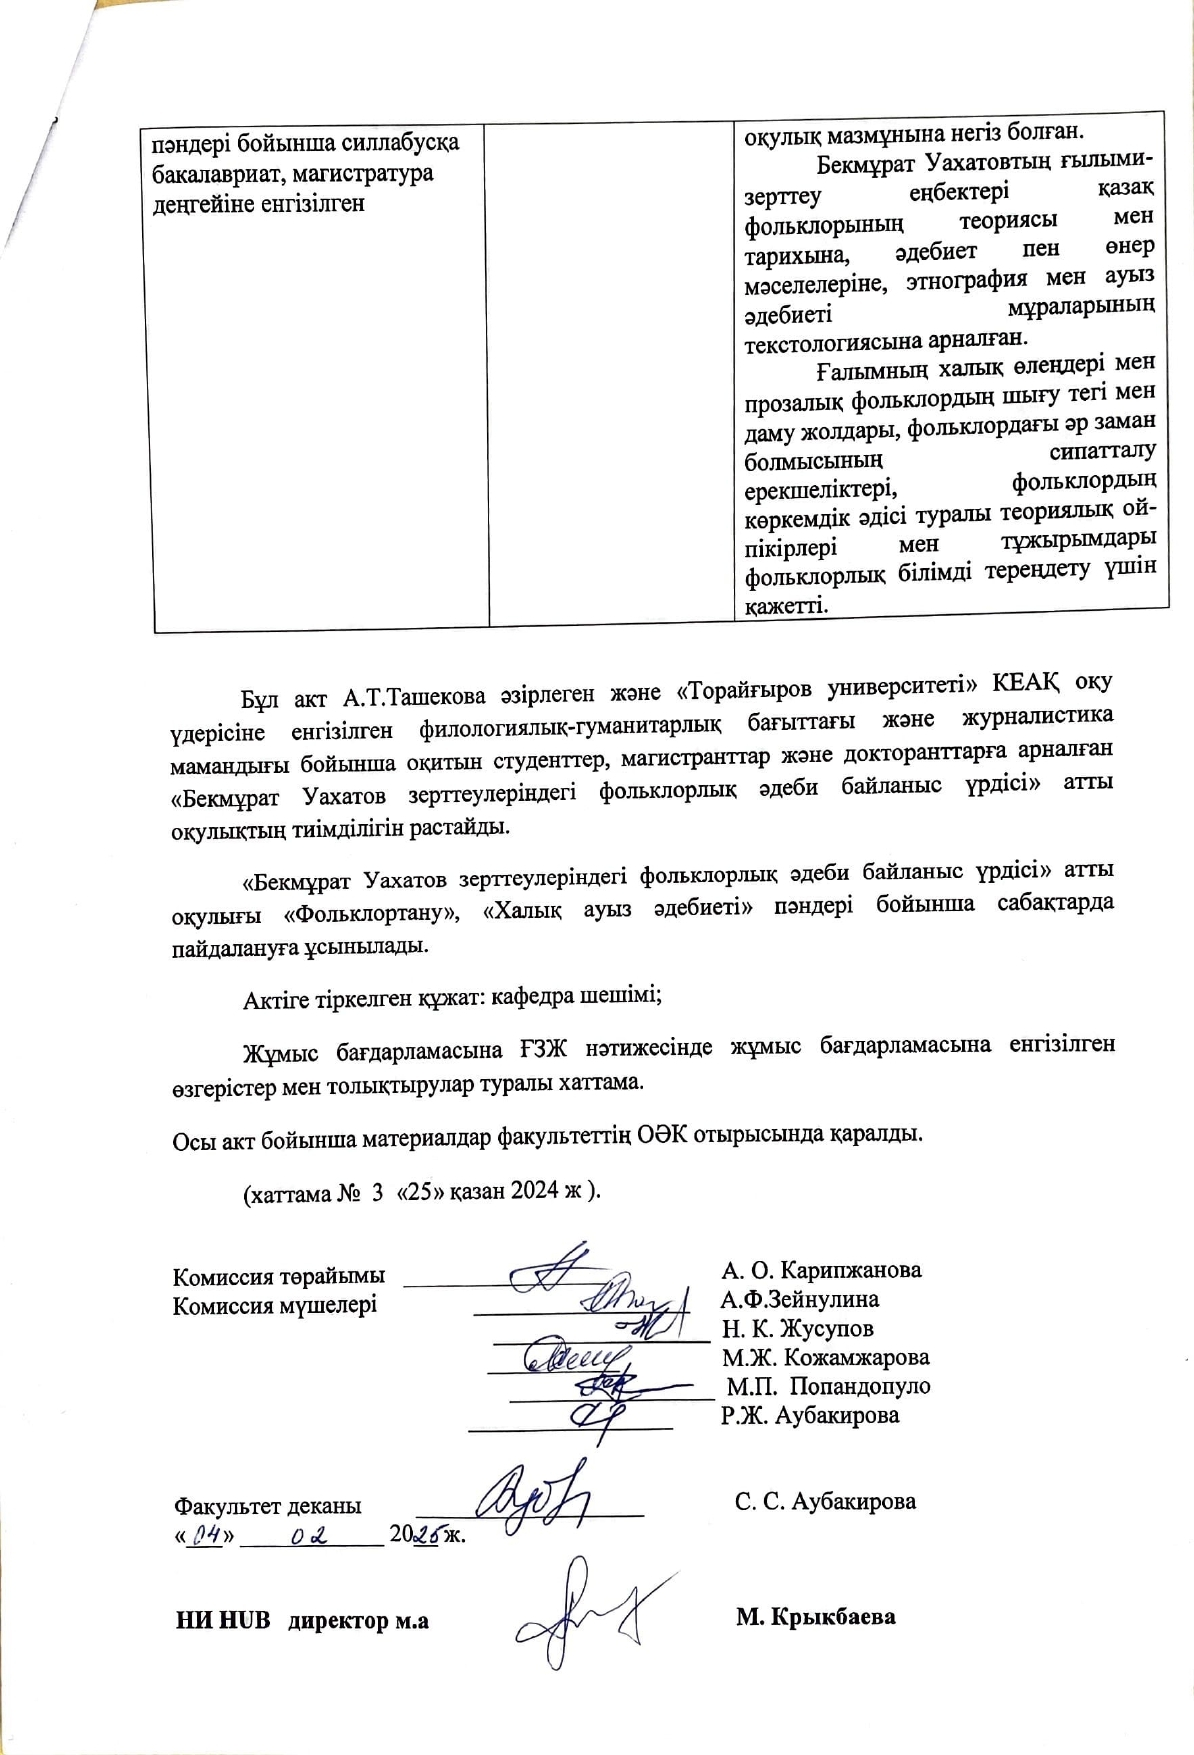 пәндері бойынша силлабусқа
бакалавриат, магистратура
деңгейіне енгізілген
оқулық мазмұнына негіз болған.
Бекмұрат Уахатовтың ғылыми-
зерттеу еңбектері қазақ
фольклорының теориясы мен
тарихына, әдебиет пен өнер
мәселелеріне, этнография мен ауыз
әдебиеті мұраларының
текстологиясына арналған.
Ғалымның халық өлеңдері мен
прозалық фольклордың шығу тегі мен
даму жолдары, фольклордағы әр заман
болмысының сипатталу
ерекшеліктері, фольклордың
көркемдік әдісі туралы теориялық ой-
пікірлері мен тұжырымдары
фольклорлық білімді тереңдету үшін
қажетті.
Бұл акт А.Т.Ташекова әзірлеген және «Торайғыров университеті» КЕАҚ оқу
үдерісіне енгізілген филологиялық-гуманитарлық бағыттағы және журналистика
мамандығы бойынша оқитын студенттер, магистранттар және докторанттарға арналған
«Бекмұрат Уахатов зерттеулеріндегі фольклорлық әдеби байланыс үрдісі» атты
оқулықтың тиімділігін растайды.
«Бекмұрат Уахатов зерттеулеріндегі фольклорлық әдеби байланыс үрдісі» атты
оқулығы «Фольклортану», «Халық ауыз әдебиеті» пәндері бойынша сабақтарда
пайдалануға ұсынылады.
Актіге тіркелген құжат: кафедра шешімі;
Жұмыс бағдарламасына ҒЗЖ нәтижесінде жұмыс бағдарламасына енгізілген
өзгерістер мен толықтырулар туралы хаттама.
Осы акт бойынша материалдар факультеттің ОӘК отырысында қаралды.
(хаттама № 3 «25» қазан 2024 ж ).
Комиссия төрайымы А. О. Карипжанова
Комиссия мүшелері А.Ф.Зейнулина
Н. К. Жусупов
М.Ж. Кожамжарова
М.П. Попандопуло
Р.Ж. Аубакирова
Факультет деканы С. С. Аубакирова
«04» 02 2025 ж.
НИ HUB директор м.а М. Крыкбаева